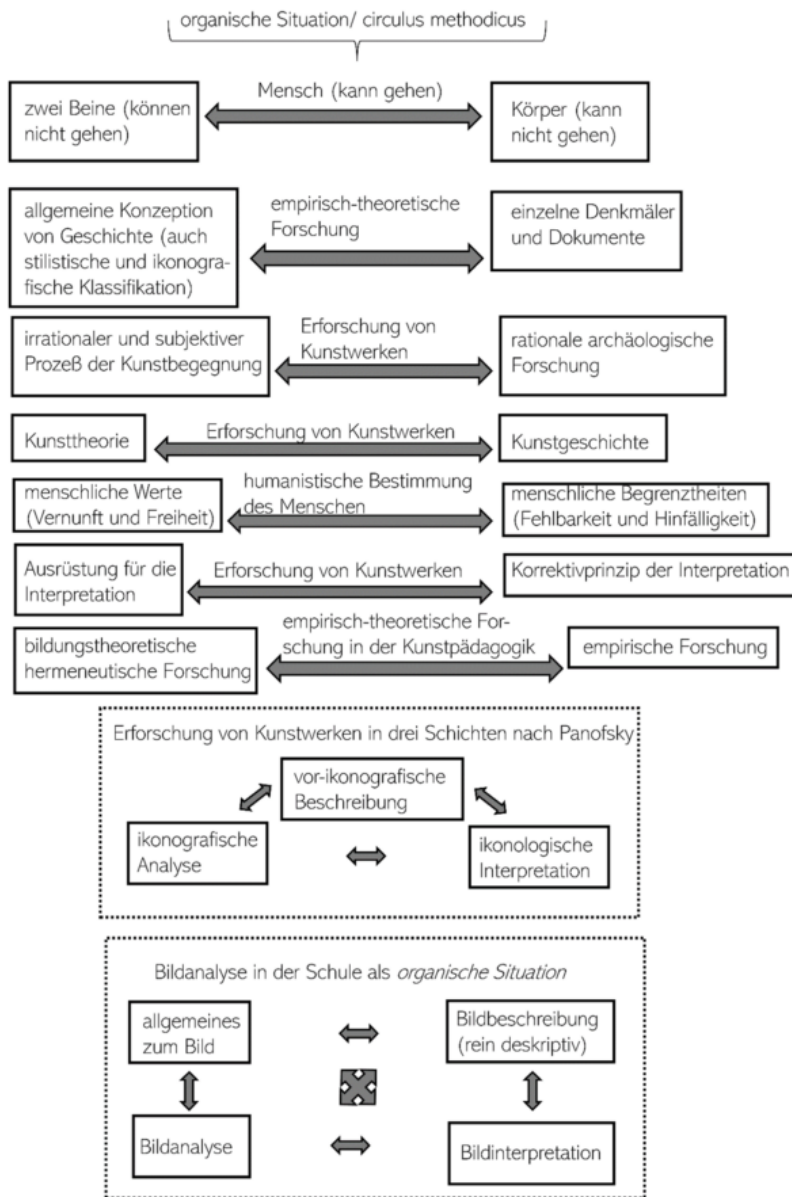 organische Situation/ circulus methodicus
zwei Beine (können
nicht gehen)
Mensch (kann gehen)
Körper (kann
nicht gehen)
allgemeine Konzeption
von Geschichte (auch
stilistische und ikonogra-
fische Klassifikation)
empirisch-theoretische
Forschung
einzelne Denkmäler
und Dokumente
irrationaler und subjektiver
Prozeß der Kunstbegegnung
Erforschung von
Kunstwerken
rationale archäologische
Forschung
Kunsttheorie
Erforschung von Kunstwerken
Kunstgeschichte
menschliche Werte
(Vernunft und Freiheit)
humanistische Bestimmung
des Menschen
menschliche Begrenztheiten
(Fehlbarkeit und Hinfälligkeit)
Ausrüstung für die
Interpretation
Erforschung von Kunstwerken
Korrektivprinzip der Interpretation
bildungstheoretische
hermeneutische Forschung
empirisch-theoretische For-
schung in der Kunstpädagogik
empirische Forschung
Erforschung von Kunstwerken in drei Schichten nach Panofsky
vor-ikonografische
Beschreibung
ikonografische
Analyse
ikonologische
Interpretation
Bildanalyse in der Schule als organische Situation
allgemeines
zum Bild
Bildbeschreibung
(rein deskriptiv)
Bildanalyse
Bildinterpretation